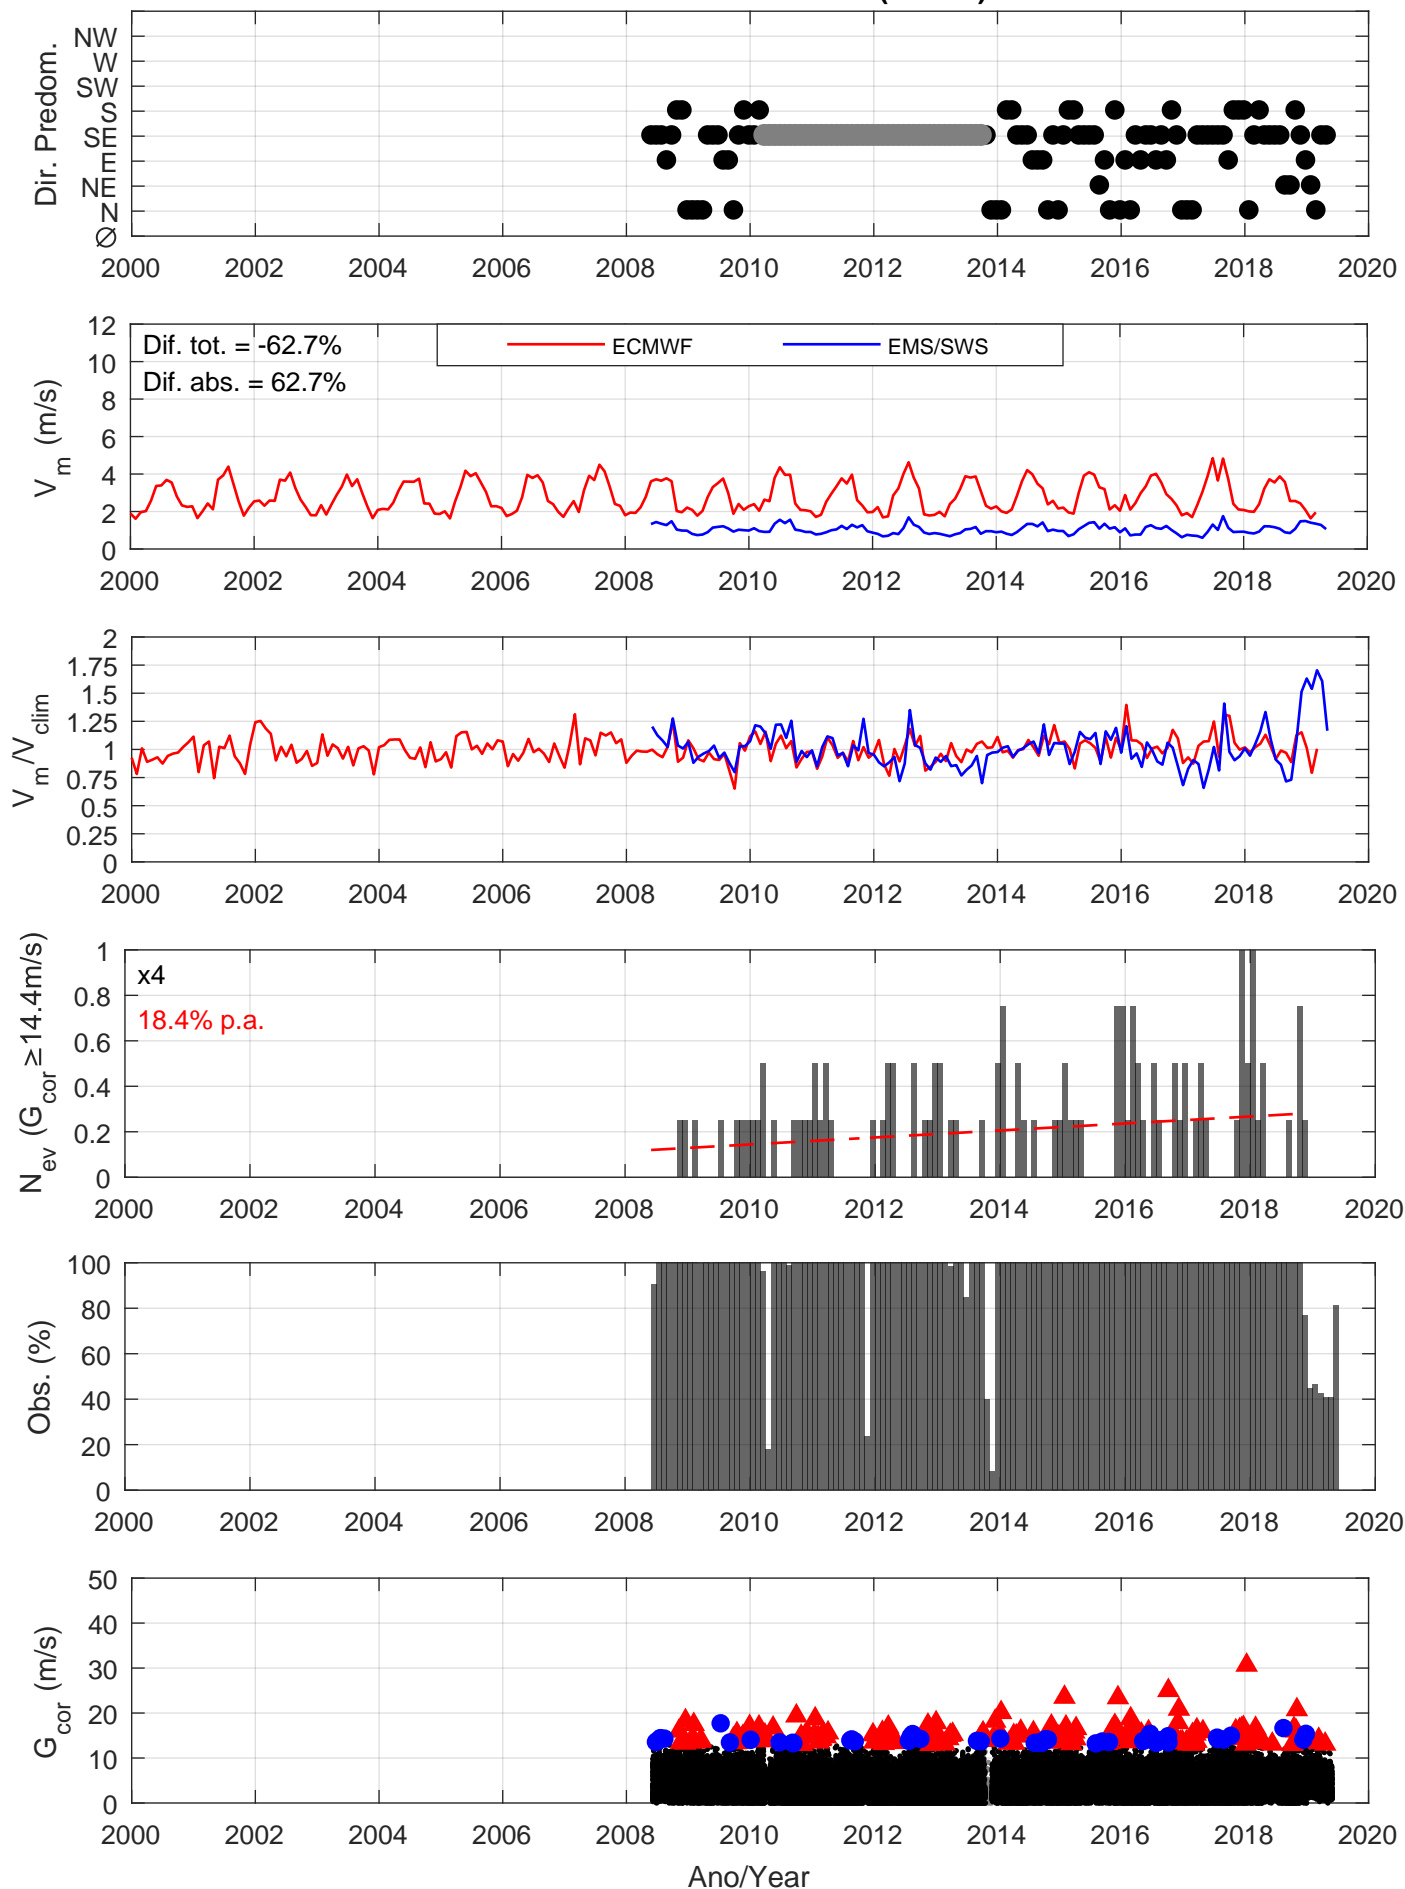 NW
W
SW
S
SE
E
NE
N
Ø
Dir. Predom.
2000 2002 2004 2006 2008 2010 2012 2014 2016 2018 2020
12
10
8
6
4
2
0
V_m (m/s)
Dif. tot. = -62.7%
Dif. abs. = 62.7%
ECMWF EMS/SWS
2000 2002 2004 2006 2008 2010 2012 2014 2016 2018 2020
2
1.75
1.5
1.25
1
0.75
0.5
0.25
0
V_m/V_clim
2000 2002 2004 2006 2008 2010 2012 2014 2016 2018 2020
1
0.8
0.6
0.4
0.2
0
N_ev (G_cor≥14.4m/s)
x4
18.4% p.a.
2000 2002 2004 2006 2008 2010 2012 2014 2016 2018 2020
100
80
60
40
20
0
Obs. (%)
2000 2002 2004 2006 2008 2010 2012 2014 2016 2018 2020
50
40
30
20
10
0
G_cor (m/s)
2000 2002 2004 2006 2008 2010 2012 2014 2016 2018 2020
Ano/Year